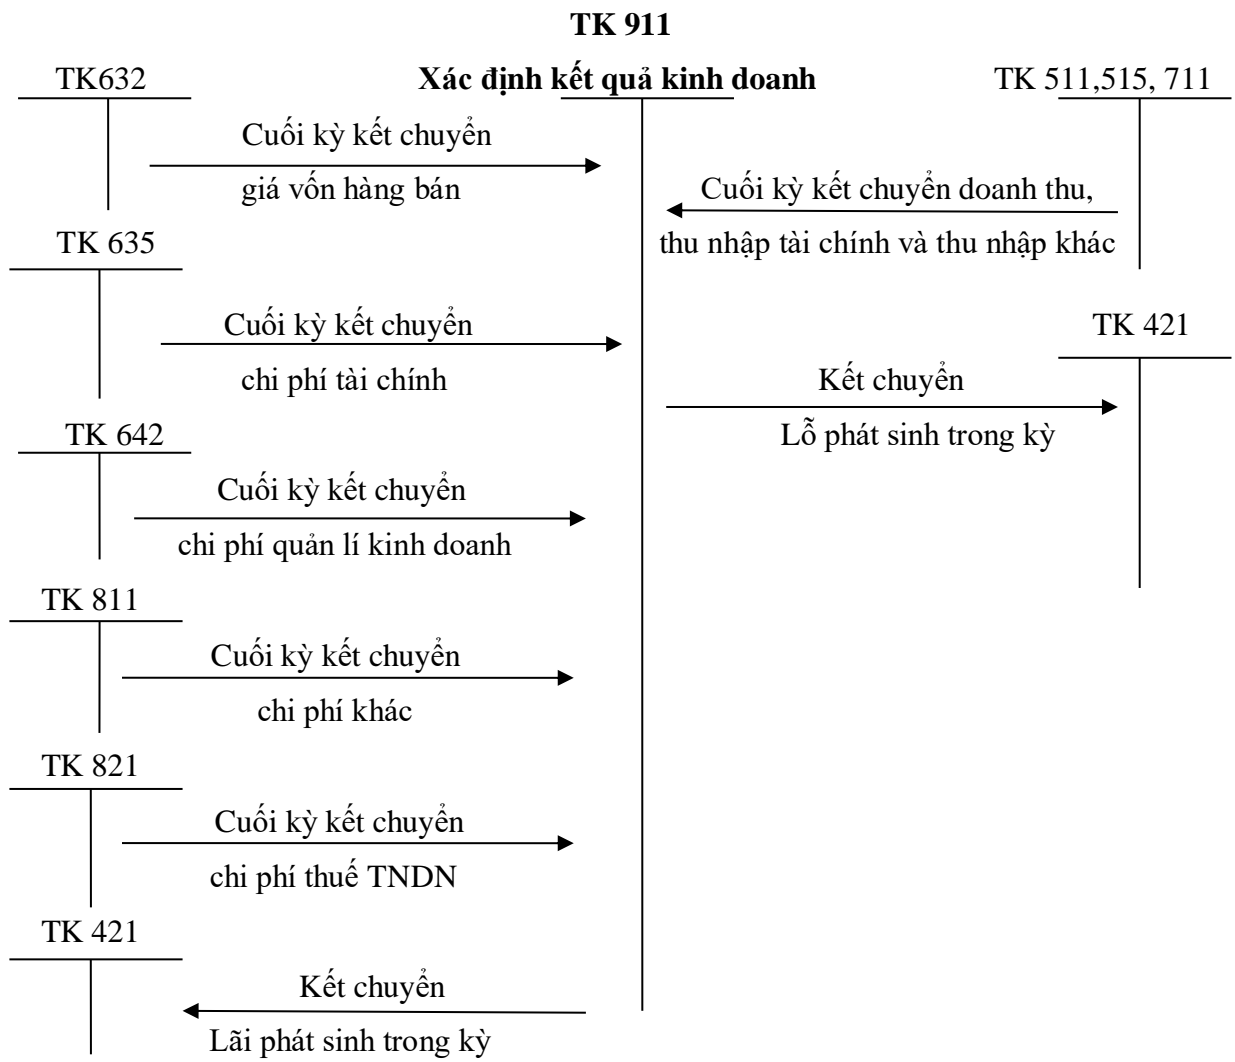 TK 911
TK632
Xác định kết quả kinh doanh
TK 511,515, 711
Cuối kỳ kết chuyển
giá vốn hàng bán
Cuối kỳ kết chuyển doanh thu,
thu nhập tài chính và thu nhập khác
TK 635
Cuối kỳ kết chuyển
chi phí tài chính
TK 421
Kết chuyển
Lỗ phát sinh trong kỳ
TK 642
Cuối kỳ kết chuyển
chi phí quản lí kinh doanh
TK 811
Cuối kỳ kết chuyển
chi phí khác
TK 821
Cuối kỳ kết chuyển
chi phí thuế TNDN
TK 421
Kết chuyển
Lãi phát sinh trong kỳ